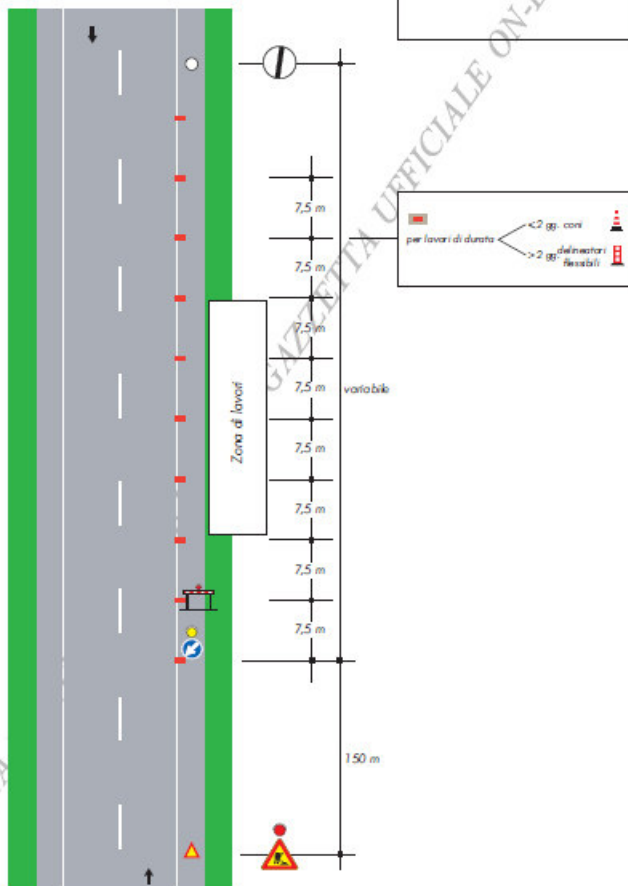 GAZZETTA UFFICIALE ON-
7,5 m
7,5 m
7,5 m
7,5 m
7,5 m
7,5 m
7,5 m
7,5 m
variabile
150 m
Zona di lavori
per lavori di durata
<2 gg. coni
>2 gg. delineatori
flessibili